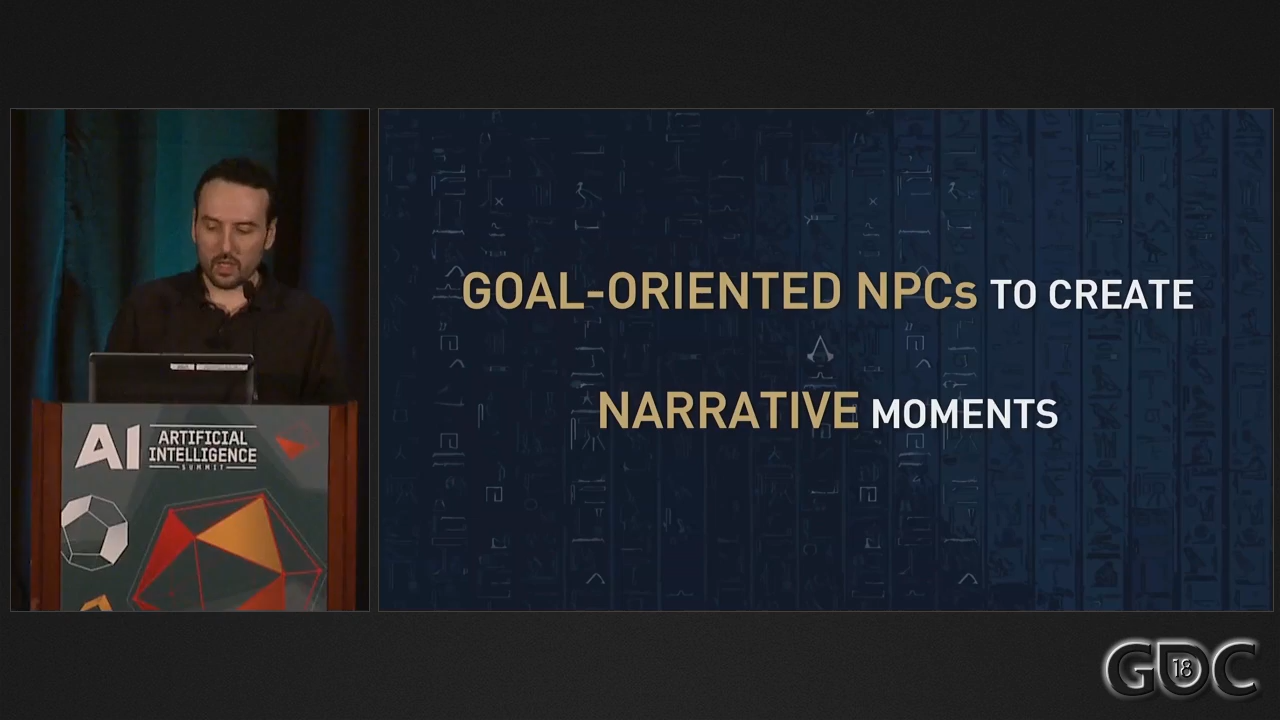 GOAL-ORIENTED NPCs TO CREATE
NARRATIVE MOMENTS
AI ARTIFICIAL
INTELLIGENCE
SUMMIT
GDC
18